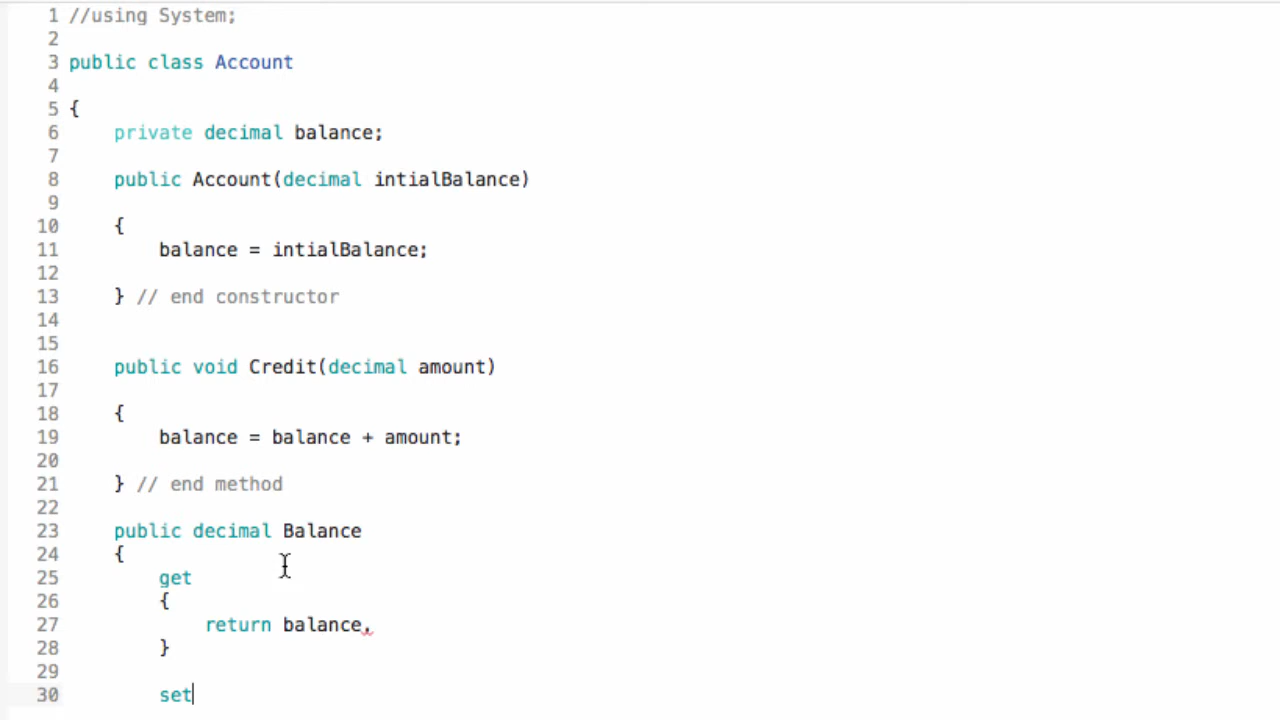 1 //using System;
2
3 public class Account
4
5 {
6 private decimal balance;
7
8 public Account(decimal intialBalance)
9
10 {
11 balance = intialBalance;
12
13 } // end constructor
14
15
16 public void Credit(decimal amount)
17
18 {
19 balance = balance + amount;
20
21 } // end method
22
23 public decimal Balance
24 {
25 get
26 {
27 return balance,
28 }
29
30 set